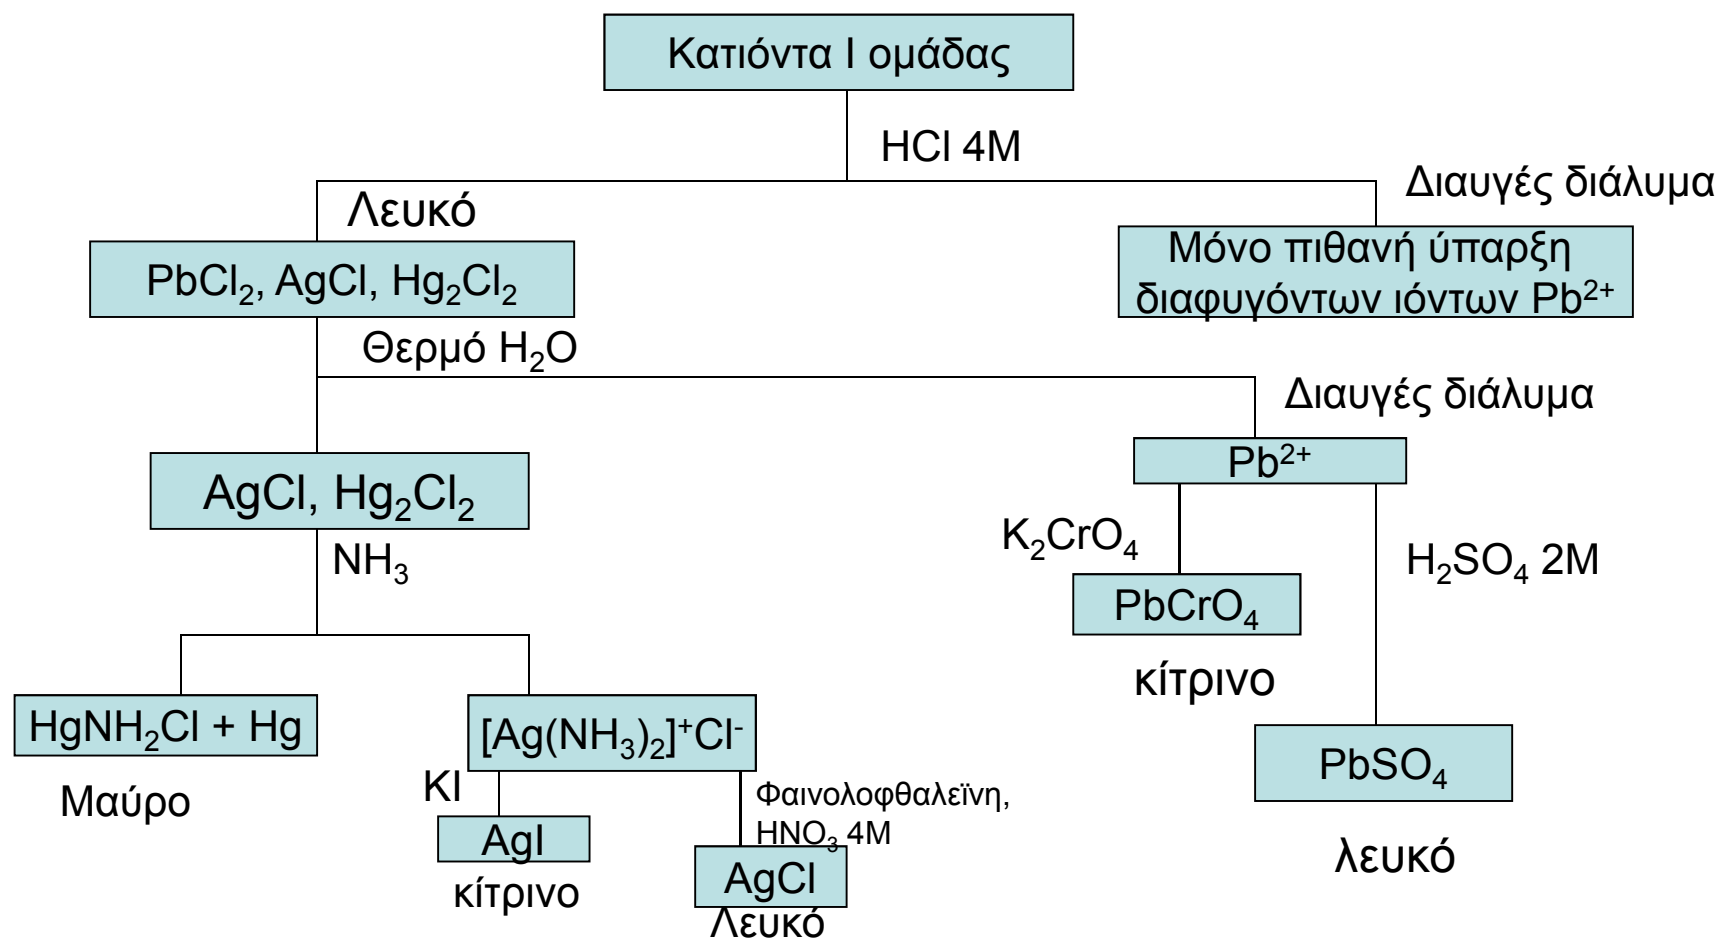 Κατιόντα Ι ομάδας
HCl 4M
Λευκό
Διαυγές διάλυμα
PbCl₂, AgCl, Hg₂Cl₂
Μόνο πιθανή ύπαρξη
διαφυγόντων ιόντων Pb²⁺
Θερμό H₂O
Διαυγές διάλυμα
AgCl, Hg₂Cl₂
Pb²⁺
NH₃
K₂CrO₄
H₂SO₄ 2M
PbCrO₄
κίτρινο
HgNH₂Cl + Hg
[Ag(NH₃)₂]⁺Cl⁻
PbSO₄
Μαύρο
KI
Φαινολοφθαλεϊνη,
HNO₃ 4M
AgI
κίτρινο
AgCl
Λευκό
λευκό